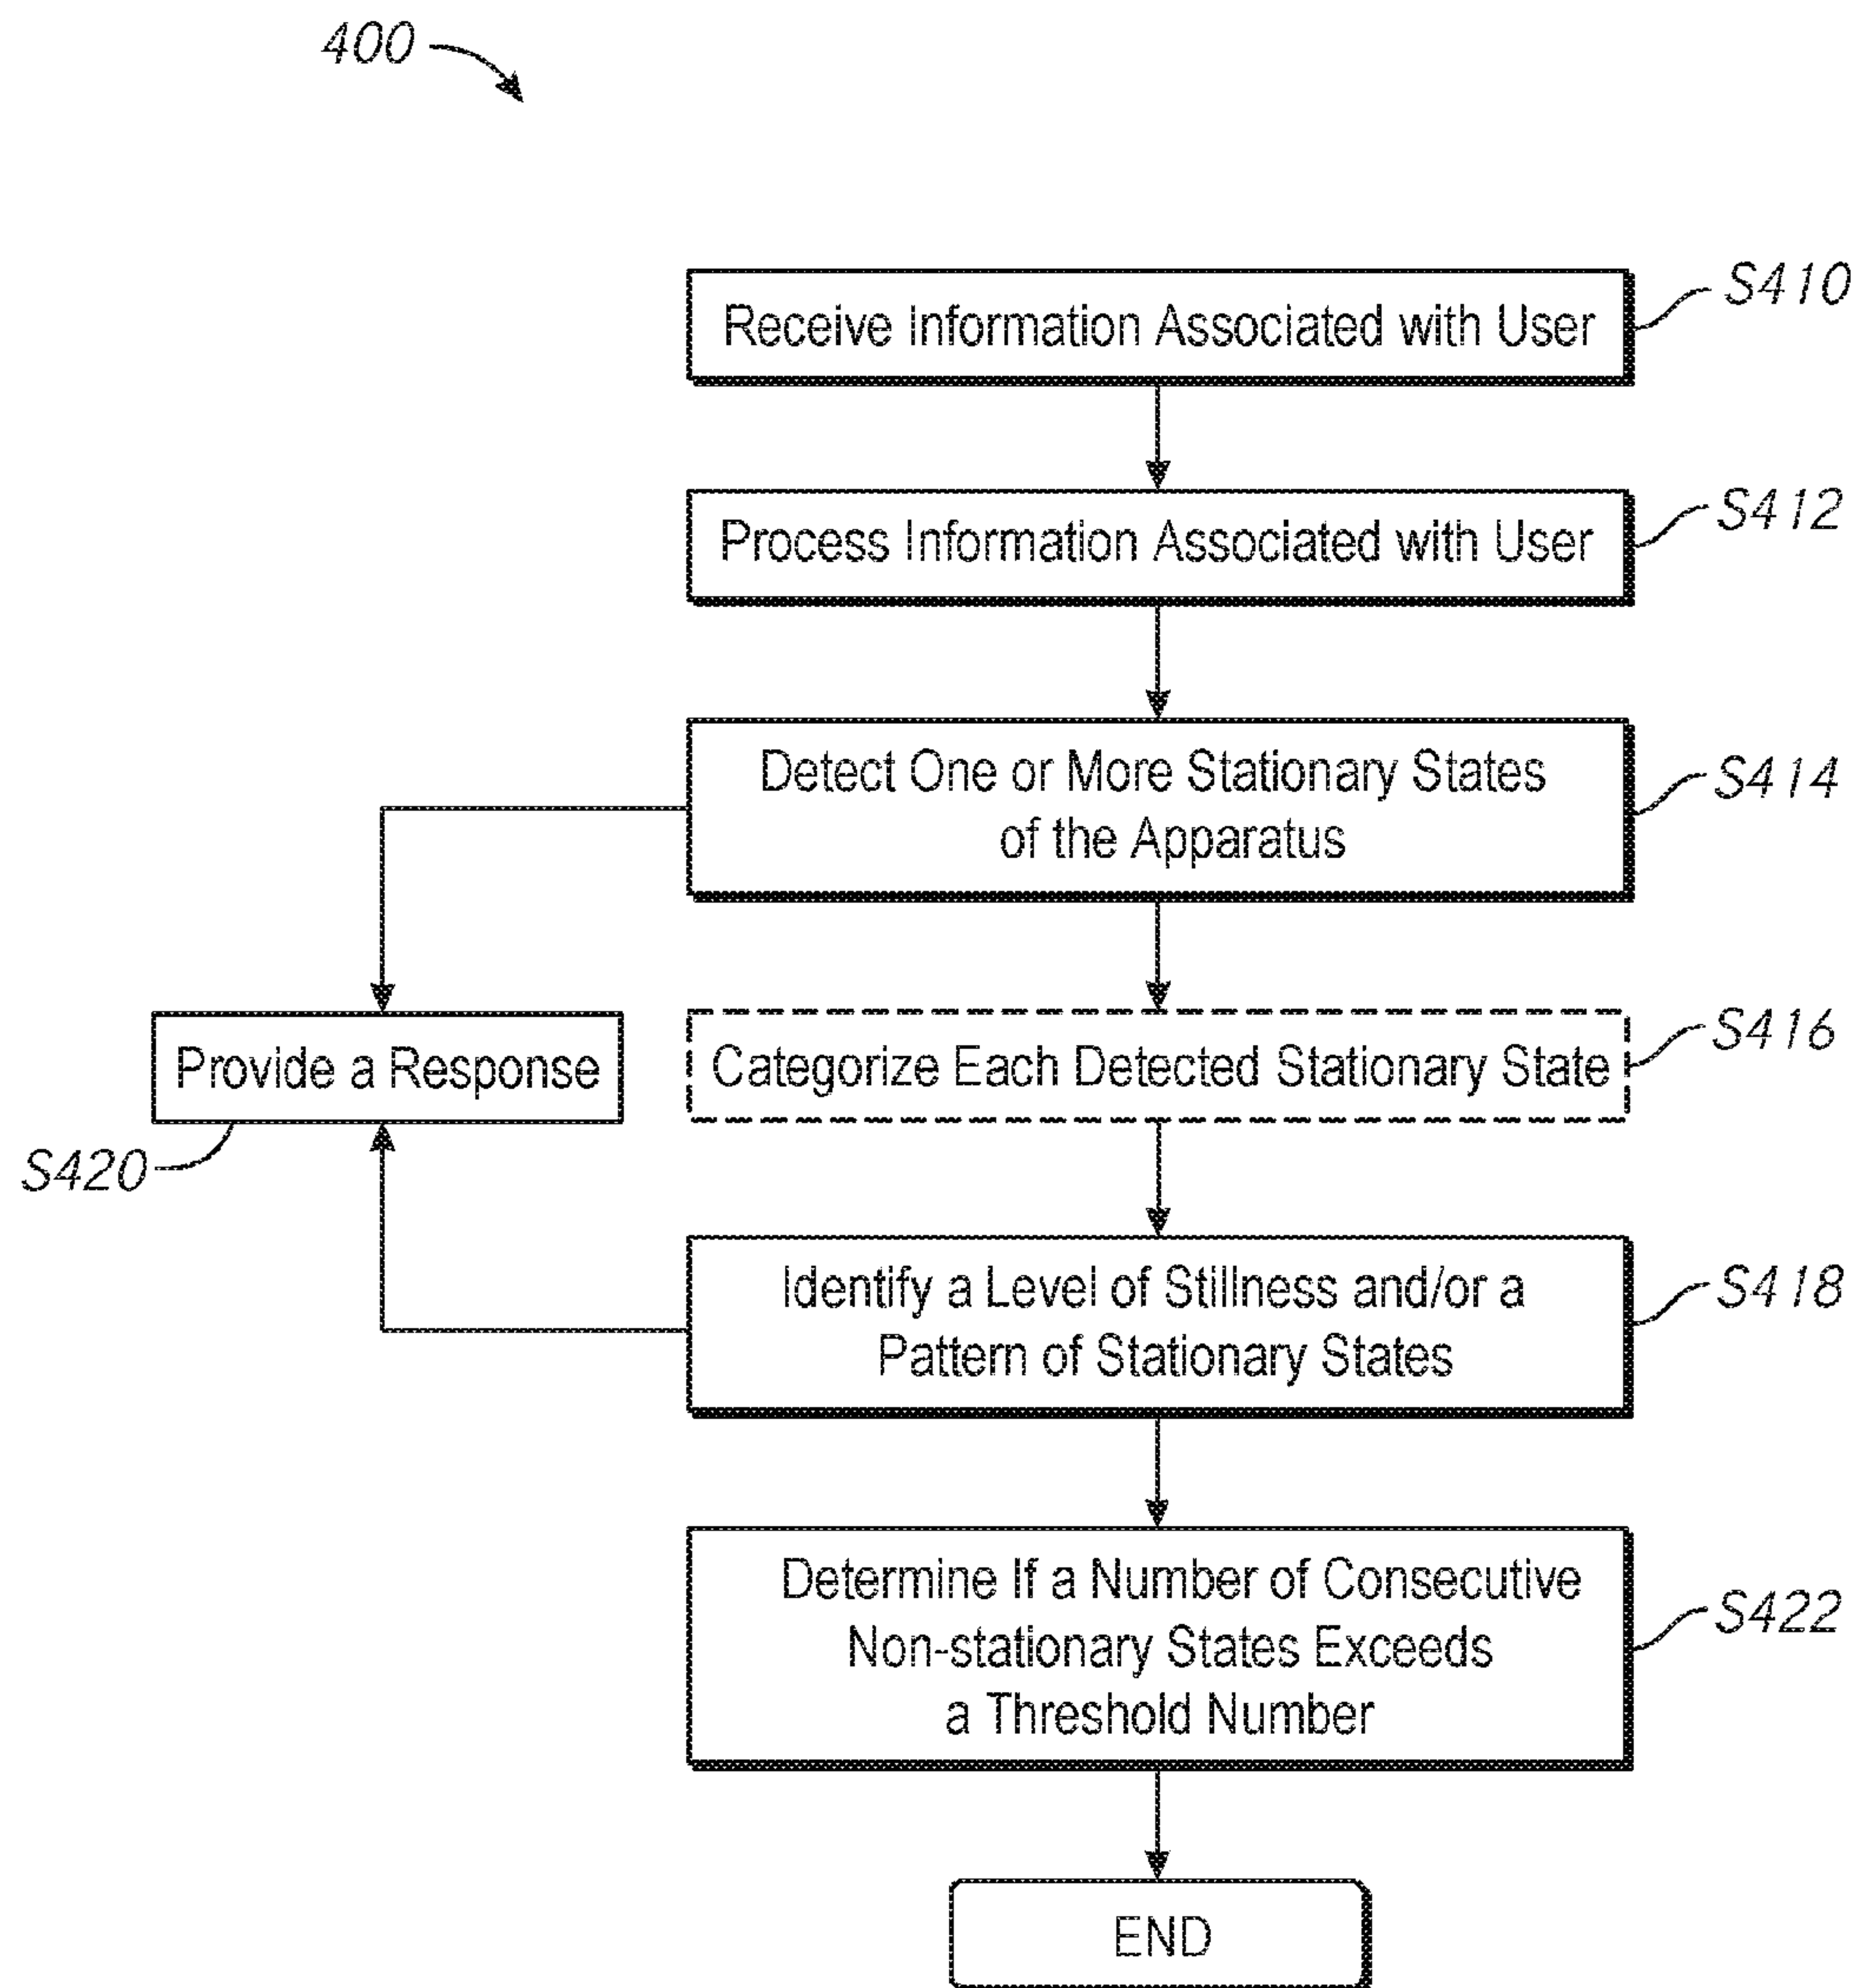 400
Receive Information Associated with User
S410
Process Information Associated with User
S412
Detect One or More Stationary States
of the Apparatus
S414
Provide a Response
S420
Categorize Each Detected Stationary State
S416
Identify a Level of Stillness and/or a
Pattern of Stationary States
S418
Determine If a Number of Consecutive
Non-stationary States Exceeds
a Threshold Number
S422
END